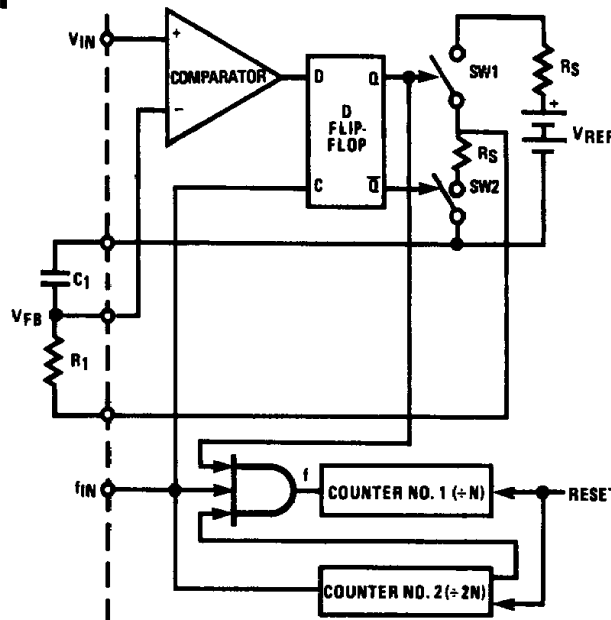 VIN
+
COMPARATOR
−
D
Q
D
FLIP-
FLOP
C
Q̅
SW1
RS
+
VREF
RS
SW2
C1
VFB
R1
fIN
f
COUNTER NO. 1 (÷N)
RESET
COUNTER NO. 2 (÷2N)